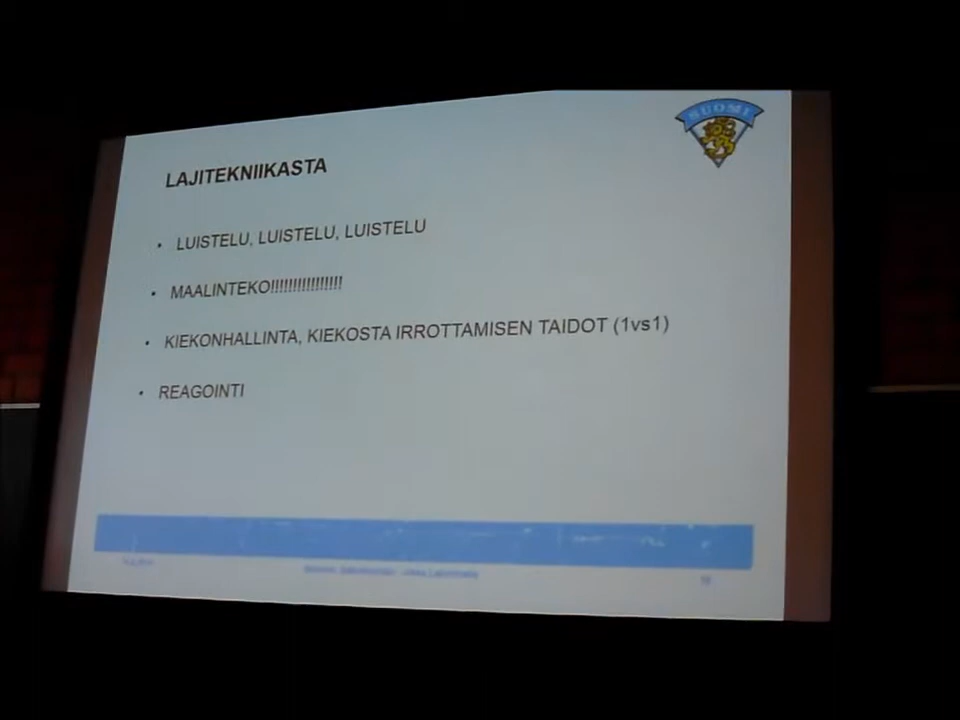 SUOMI
LAJITEKNIIKASTA
• LUISTELU, LUISTELU, LUISTELU
• MAALINTEKO!!!!!!!!!!!!!!!!
• KIEKONHALLINTA, KIEKOSTA IRROTTAMISEN TAIDOT (1vs1)
• REAGOINTI